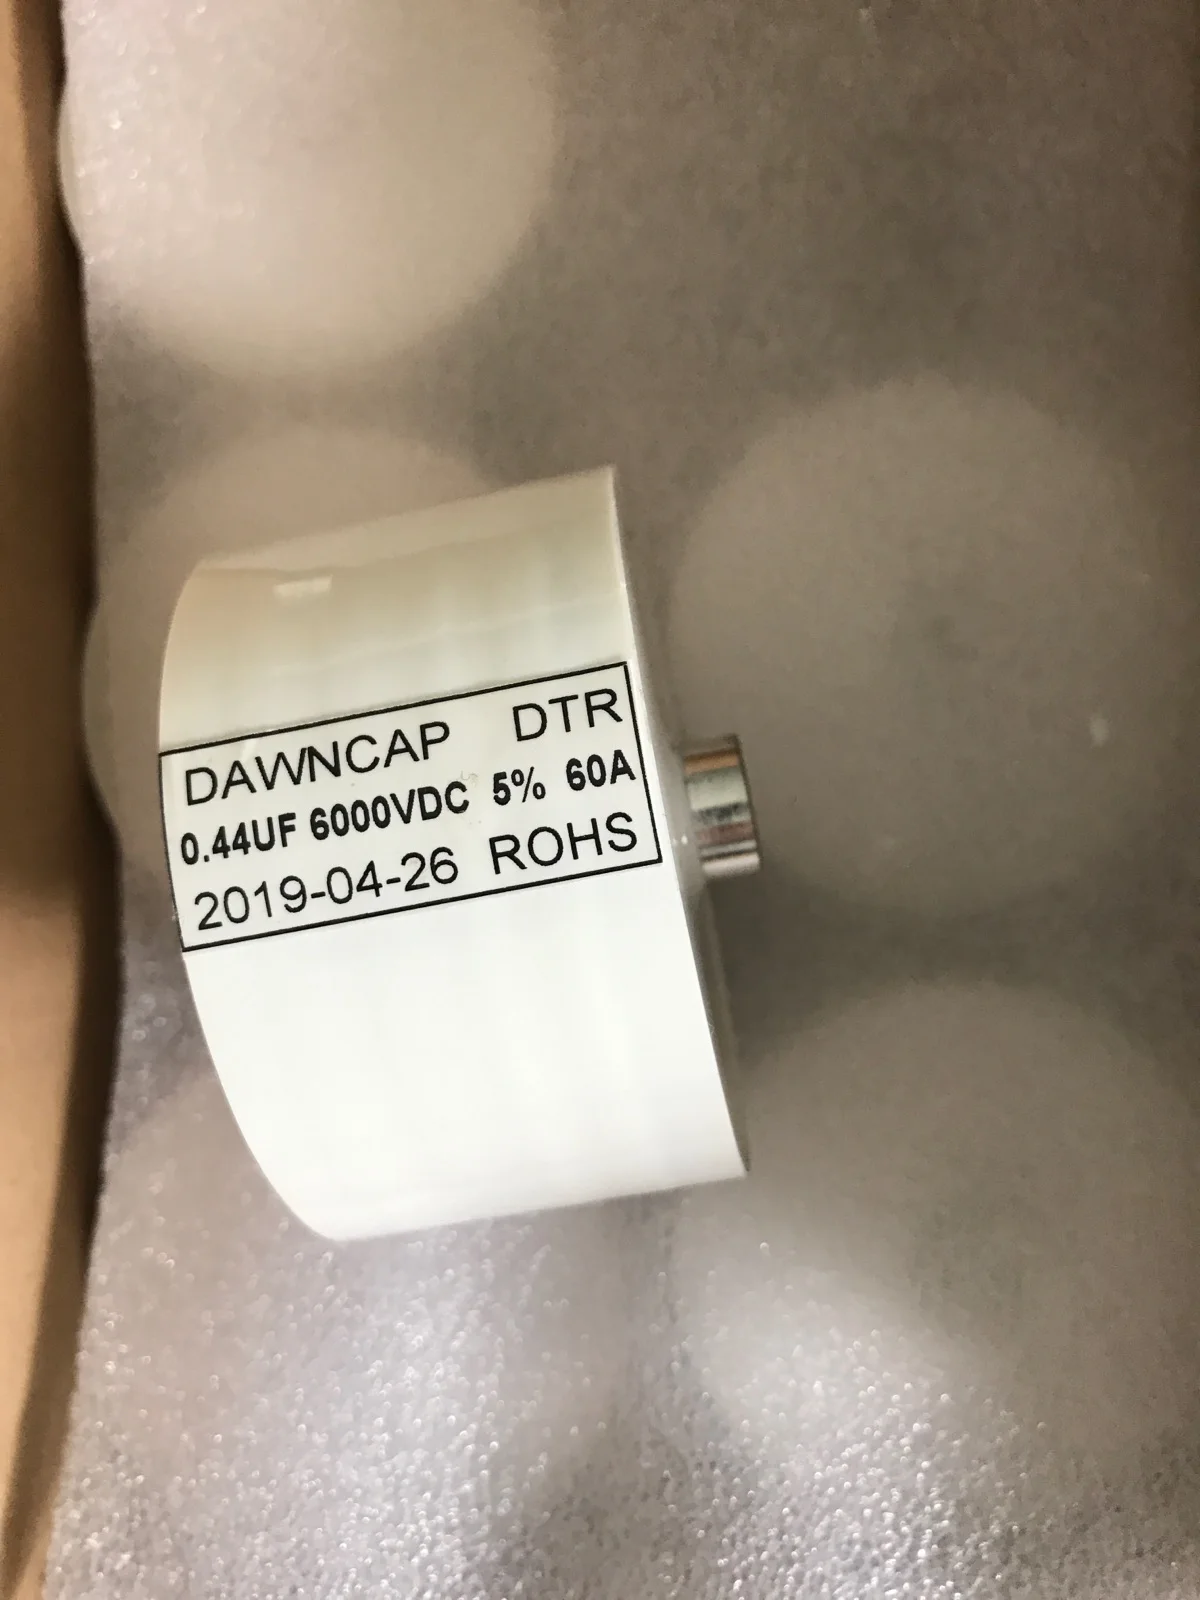 DAWNCAP DTR
0.44UF 6000VDC 5% 60A
2019-04-26 ROHS